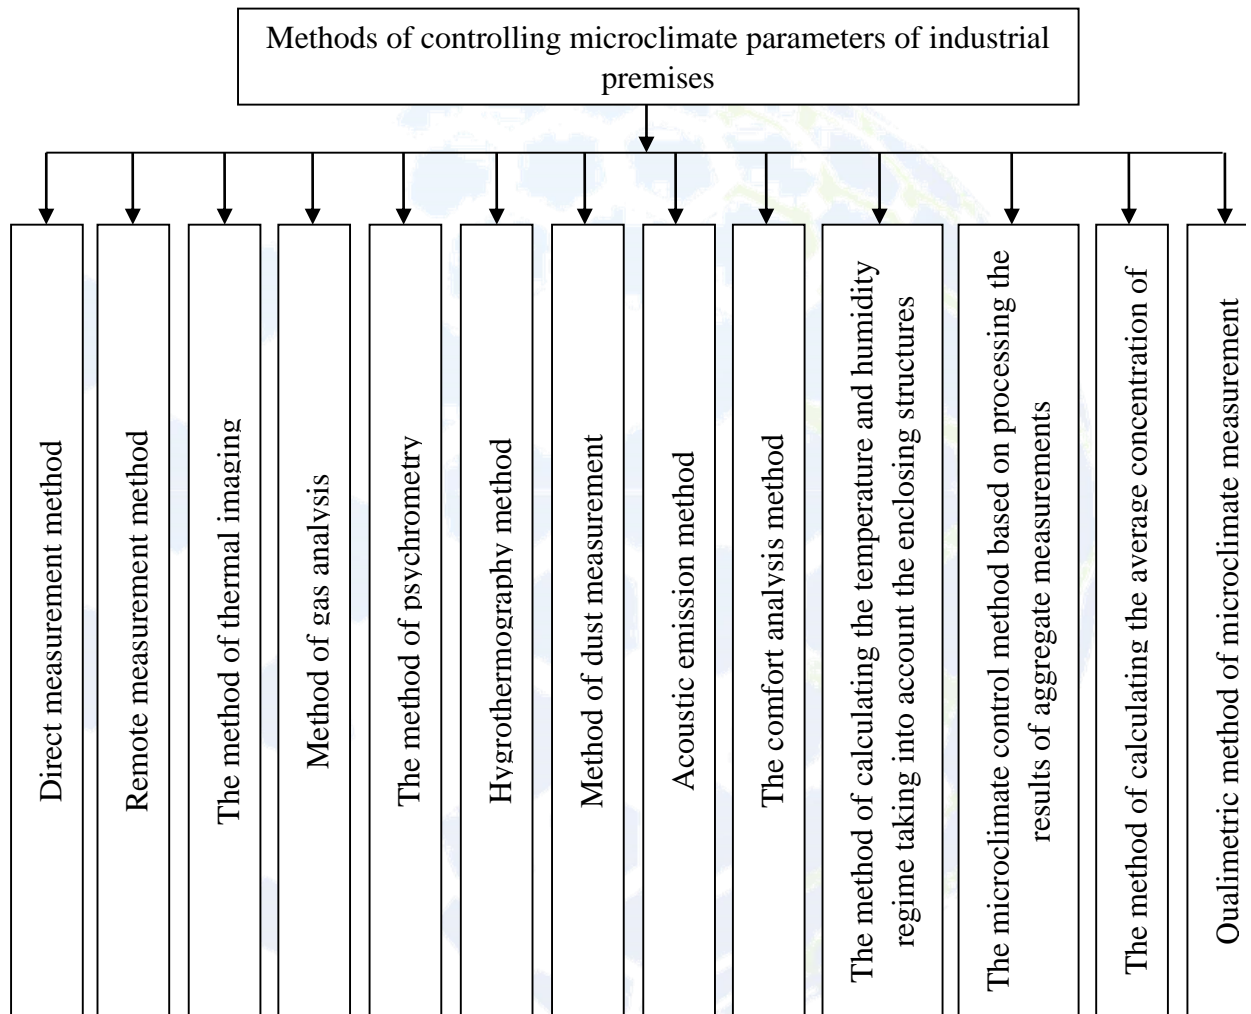 Methods of controlling microclimate parameters of industrial
premises
Direct measurement method
Remote measurement method
The method of thermal imaging
Method of gas analysis
The method of psychrometry
Hygrothermography method
Method of dust measurement
Acoustic emission method
The comfort analysis method
The method of calculating the temperature and humidity
regime taking into account the enclosing structures
The microclimate control method based on processing the
results of aggregate measurements
The method of calculating the average concentration of
Qualimetric method of microclimate measurement